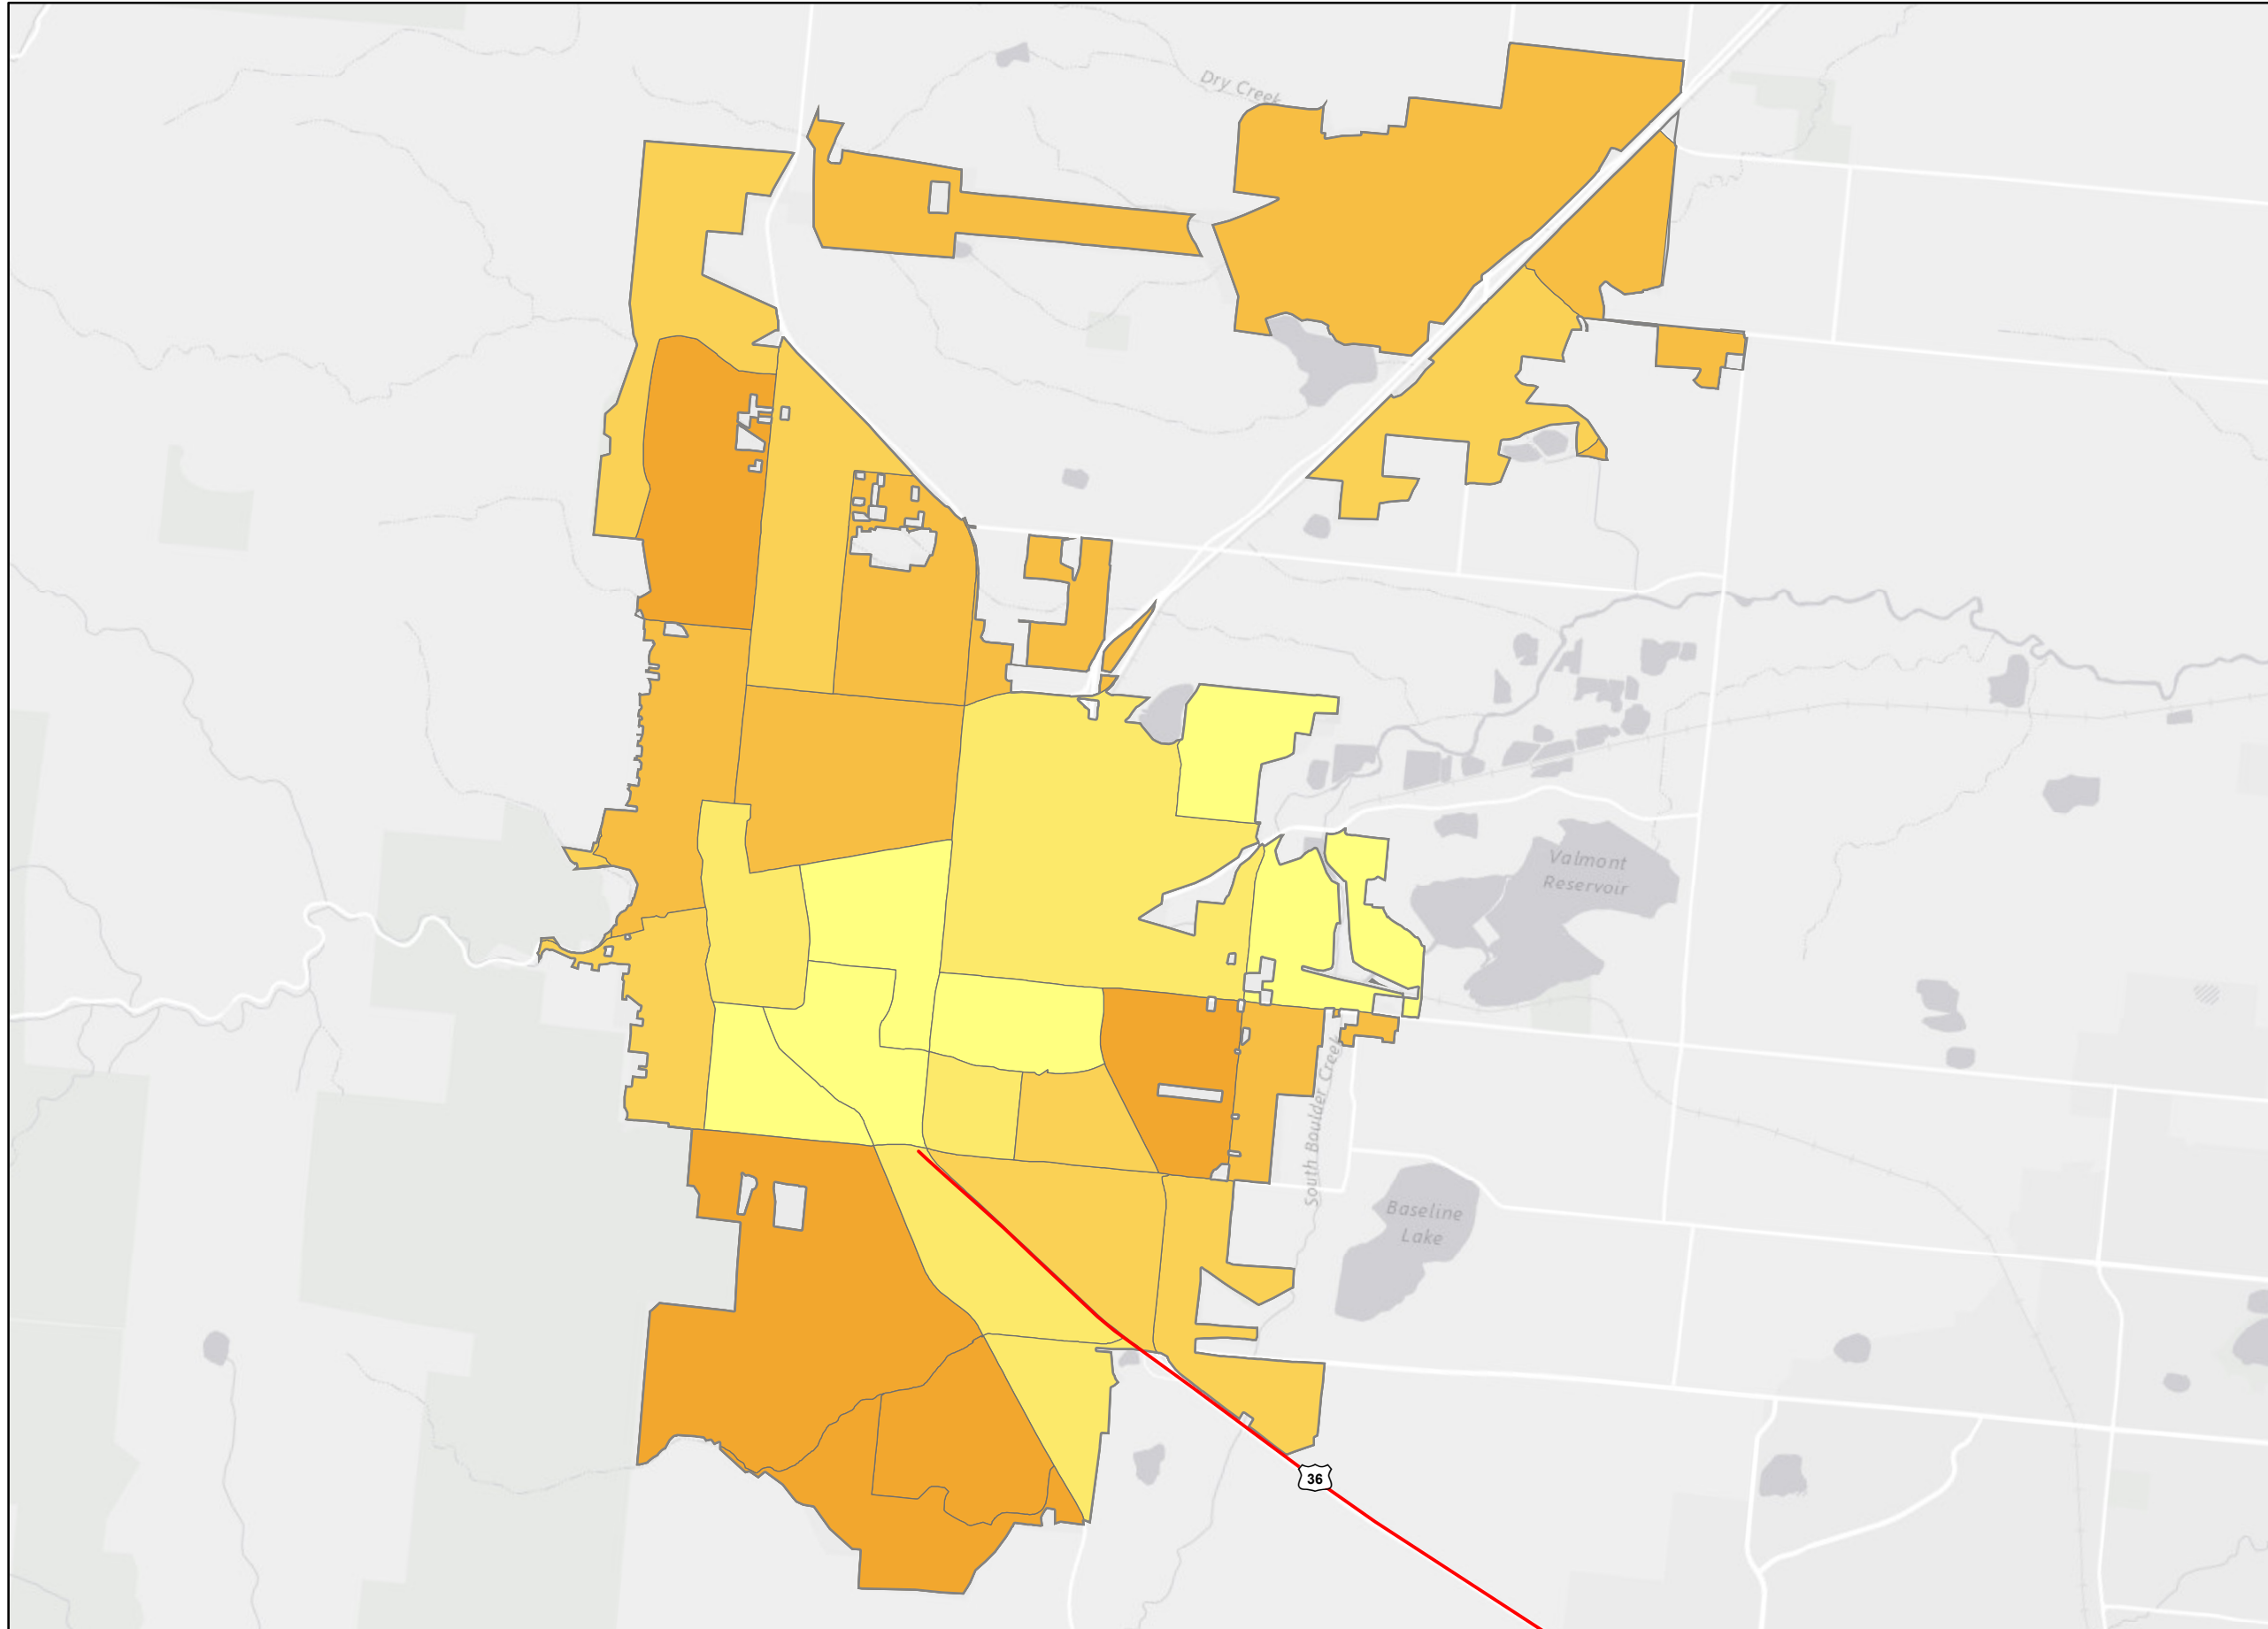 Dry Creek
Valmont
Reservoir
South Boulder Creek
Baseline
Lake
36